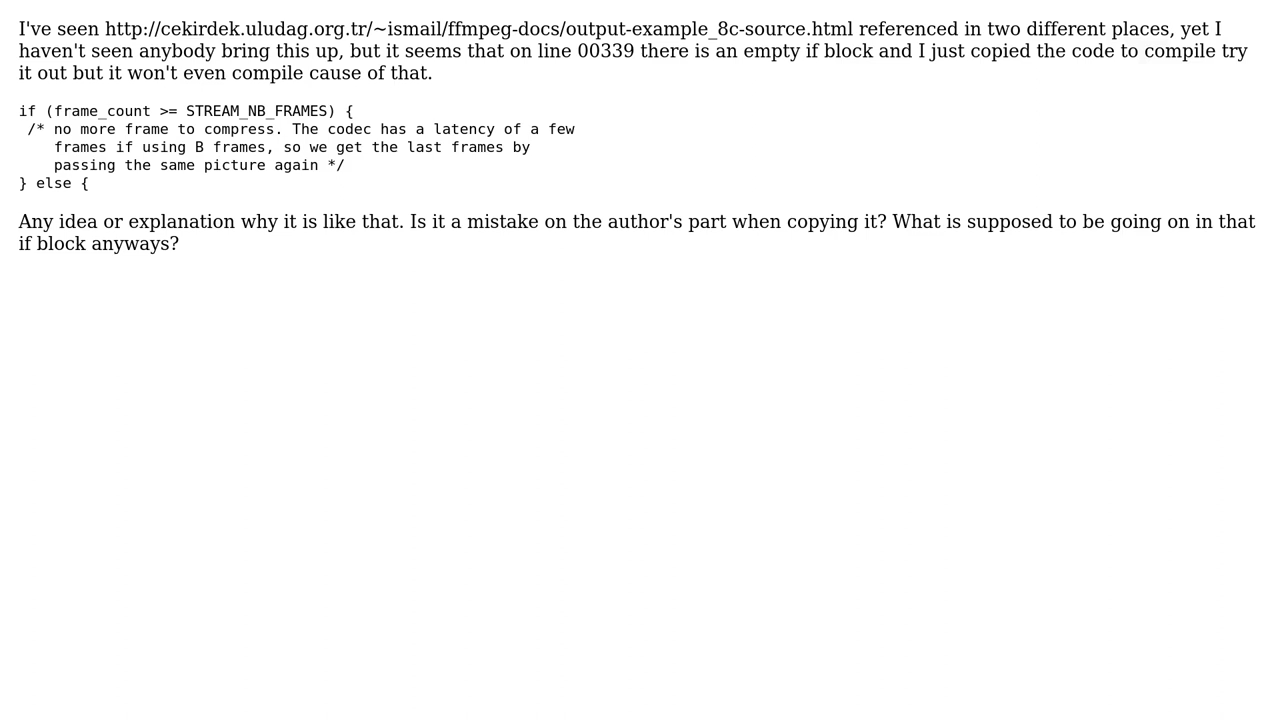 I've seen http://cekirdek.uludag.org.tr/~ismail/ffmpeg-docs/output-example_8c-source.html referenced in two different places, yet I
haven't seen anybody bring this up, but it seems that on line 00339 there is an empty if block and I just copied the code to compile try
it out but it won't even compile cause of that.
if (frame_count >= STREAM_NB_FRAMES) {
 /* no more frame to compress. The codec has a latency of a few
    frames if using B frames, so we get the last frames by
    passing the same picture again */
} else {
Any idea or explanation why it is like that. Is it a mistake on the author's part when copying it? What is supposed to be going on in that
if block anyways?